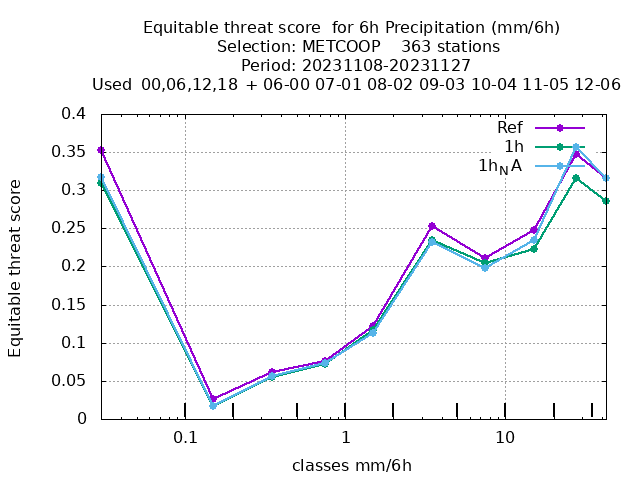 Equitable threat score  for 6h Precipitation (mm/6h)
Selection: METCOOP    363 stations
Period: 20231108-20231127
Used  00,06,12,18  + 06-00 07-01 08-02 09-03 10-04 11-05 12-06
Ref
1h
1h_NA
0.4
0.35
0.3
0.25
0.2
0.15
0.1
0.05
0
Equitable threat score
0.1 1 10
classes mm/6h